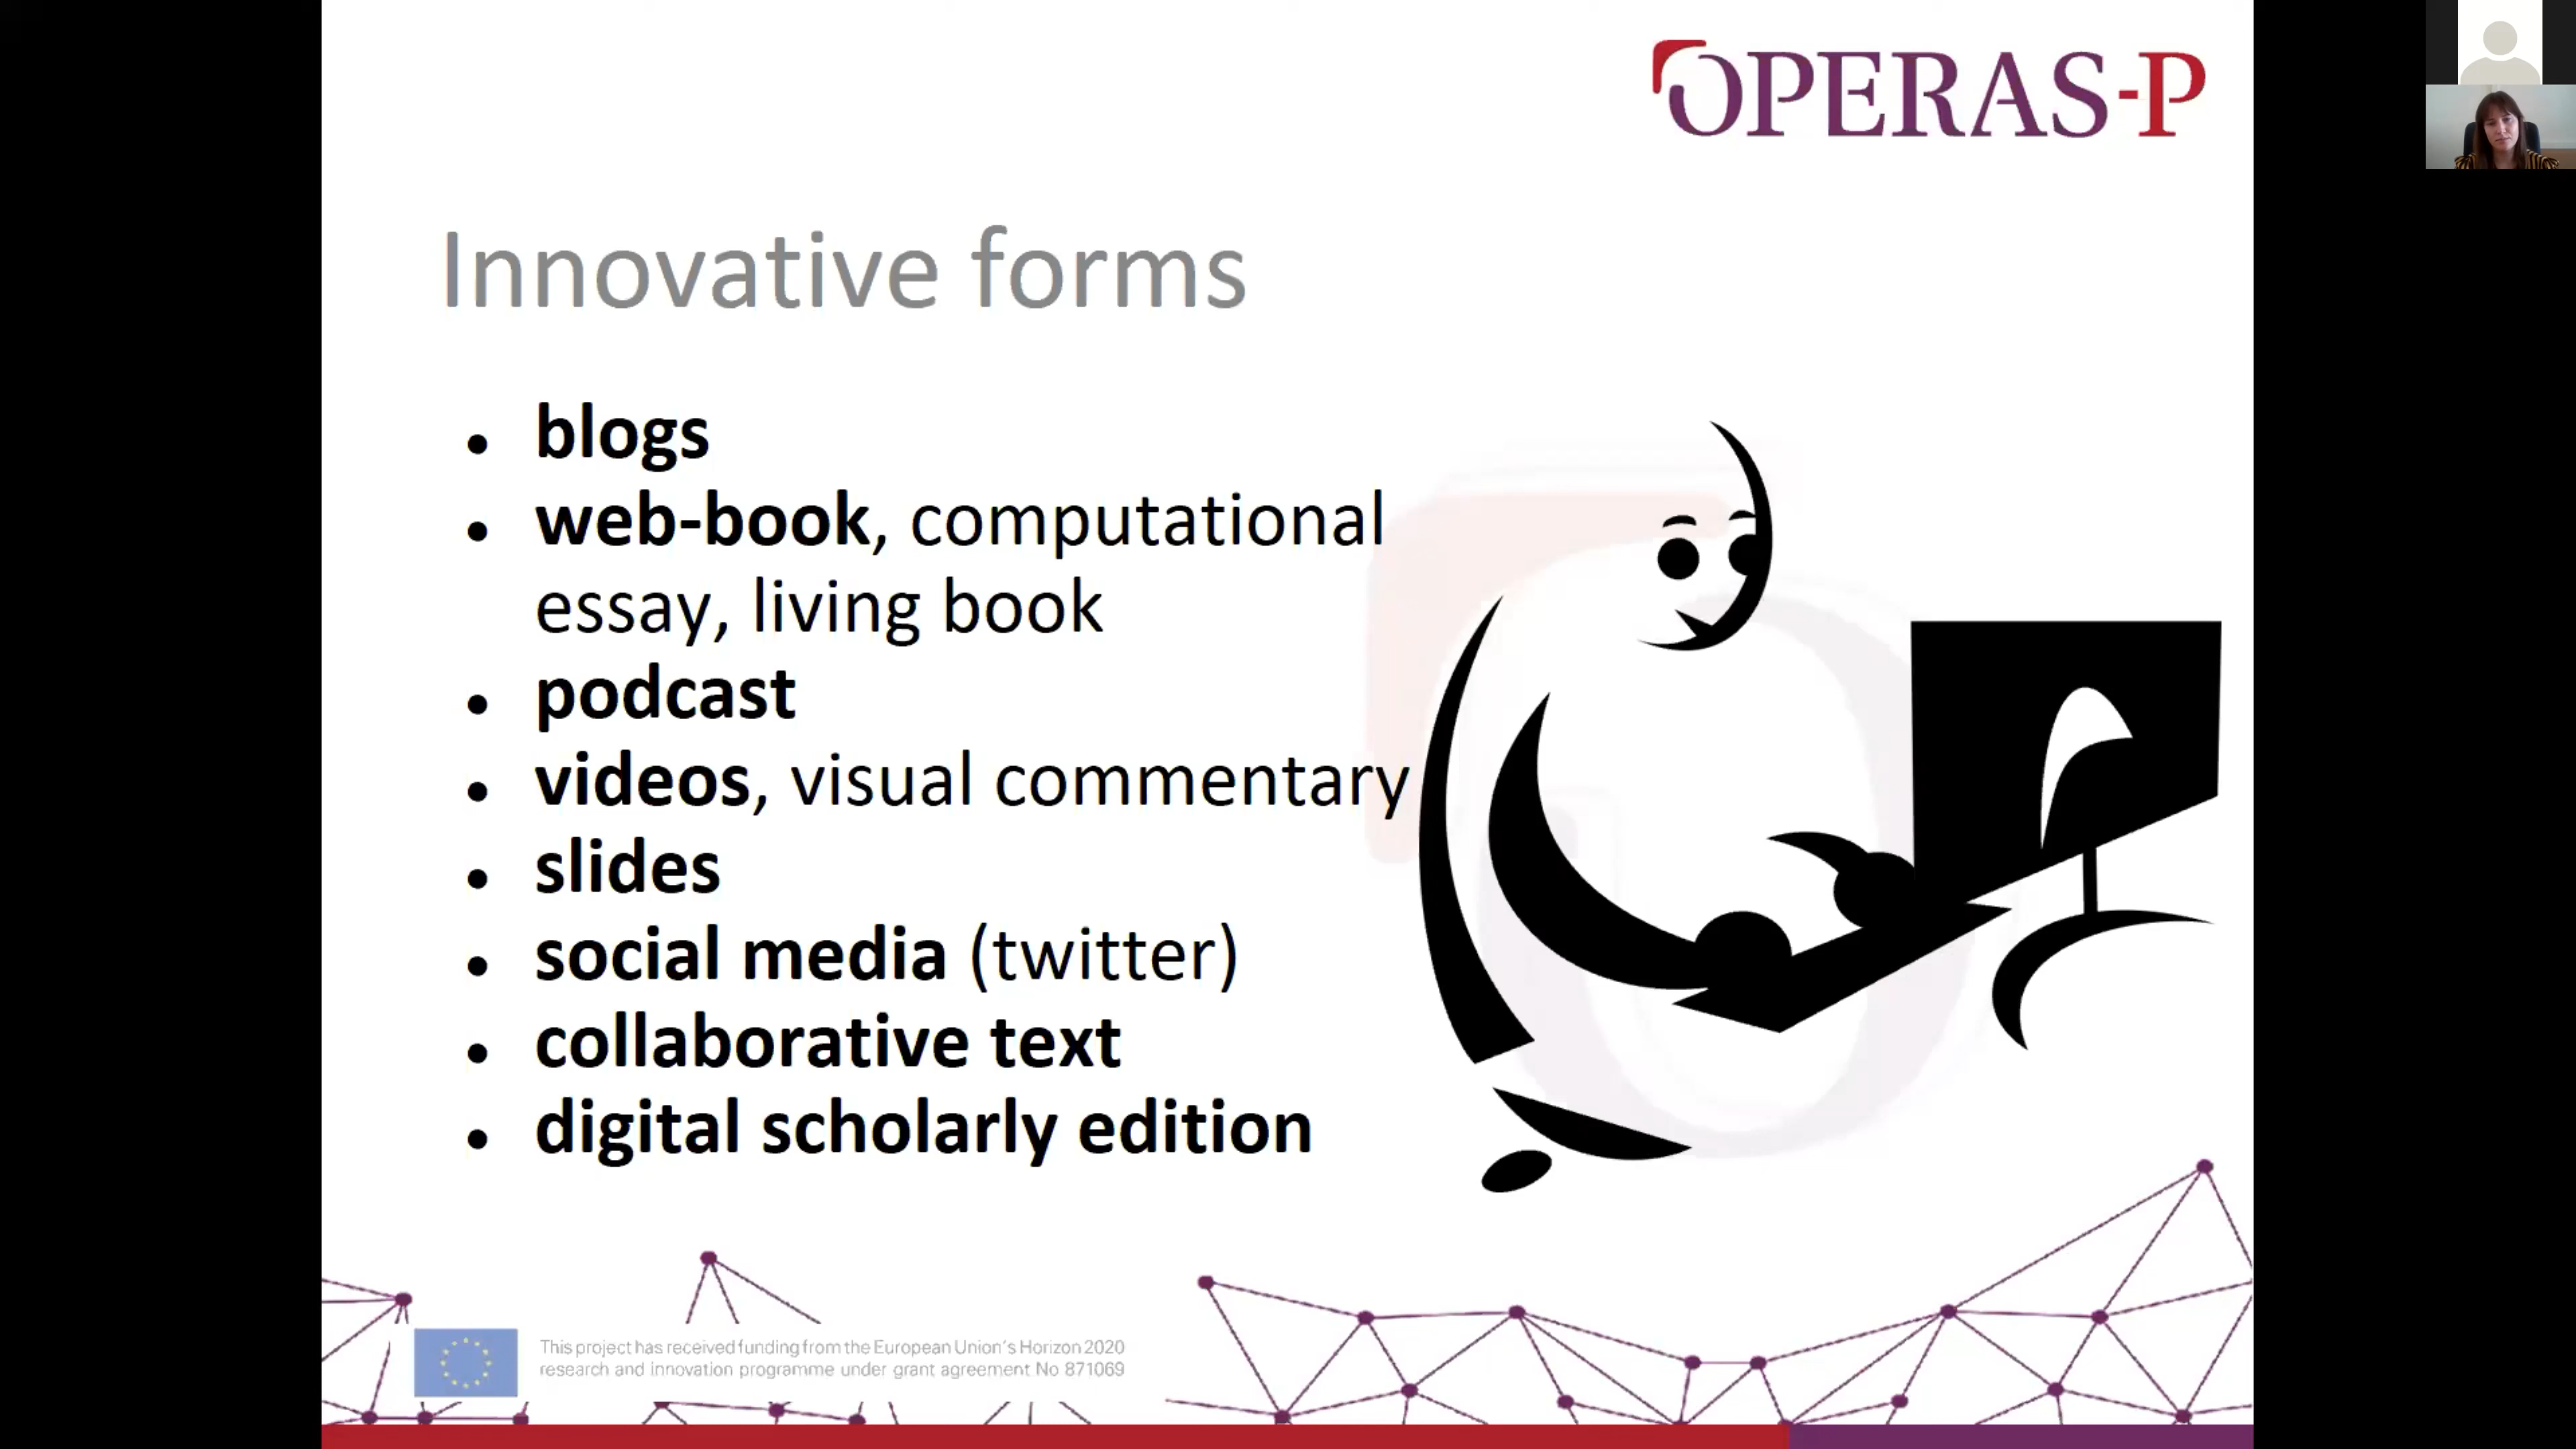 OPERAS-P
Innovative forms
• blogs
• web-book, computational
essay, living book
• podcast
• videos, visual commentary
• slides
• social media (twitter)
• collaborative text
• digital scholarly edition
This project has received funding from the European Union's Horizon 2020
research and innovation programme under grant agreement No 871069